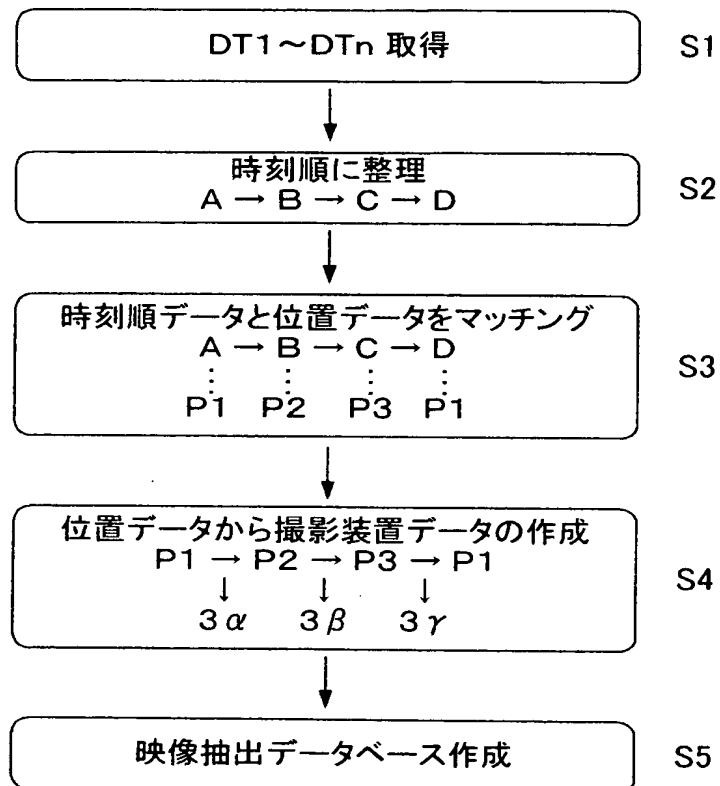 DT1～DTn 取得
S1
時刻順に整理
A → B → C → D
S2
時刻順データと位置データをマッチング
A → B → C → D
P1 P2 P3 P1
S3
位置データから撮影装置データの作成
P1 → P2 → P3 → P1
3α 3β 3γ
S4
映像抽出データベース作成
S5